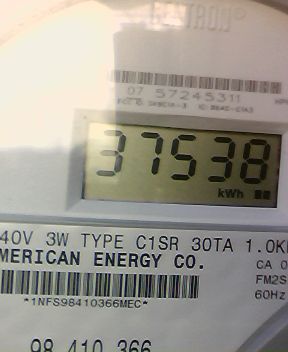 07 57245311
37538
kWh
40V 3W TYPE C1SR 30TA 1.0K
MERICAN ENERGY CO.
CA 0
*1NFS98410366MEC*
FM2S
60Hz
98 410 366